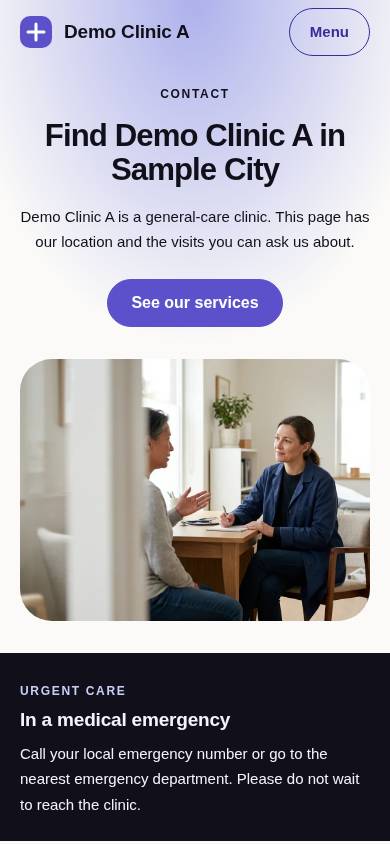 Demo Clinic A
Menu
CONTACT
Find Demo Clinic A in
Sample City
Demo Clinic A is a general-care clinic. This page has
our location and the visits you can ask us about.
See our services
URGENT CARE
In a medical emergency
Call your local emergency number or go to the
nearest emergency department. Please do not wait
to reach the clinic.